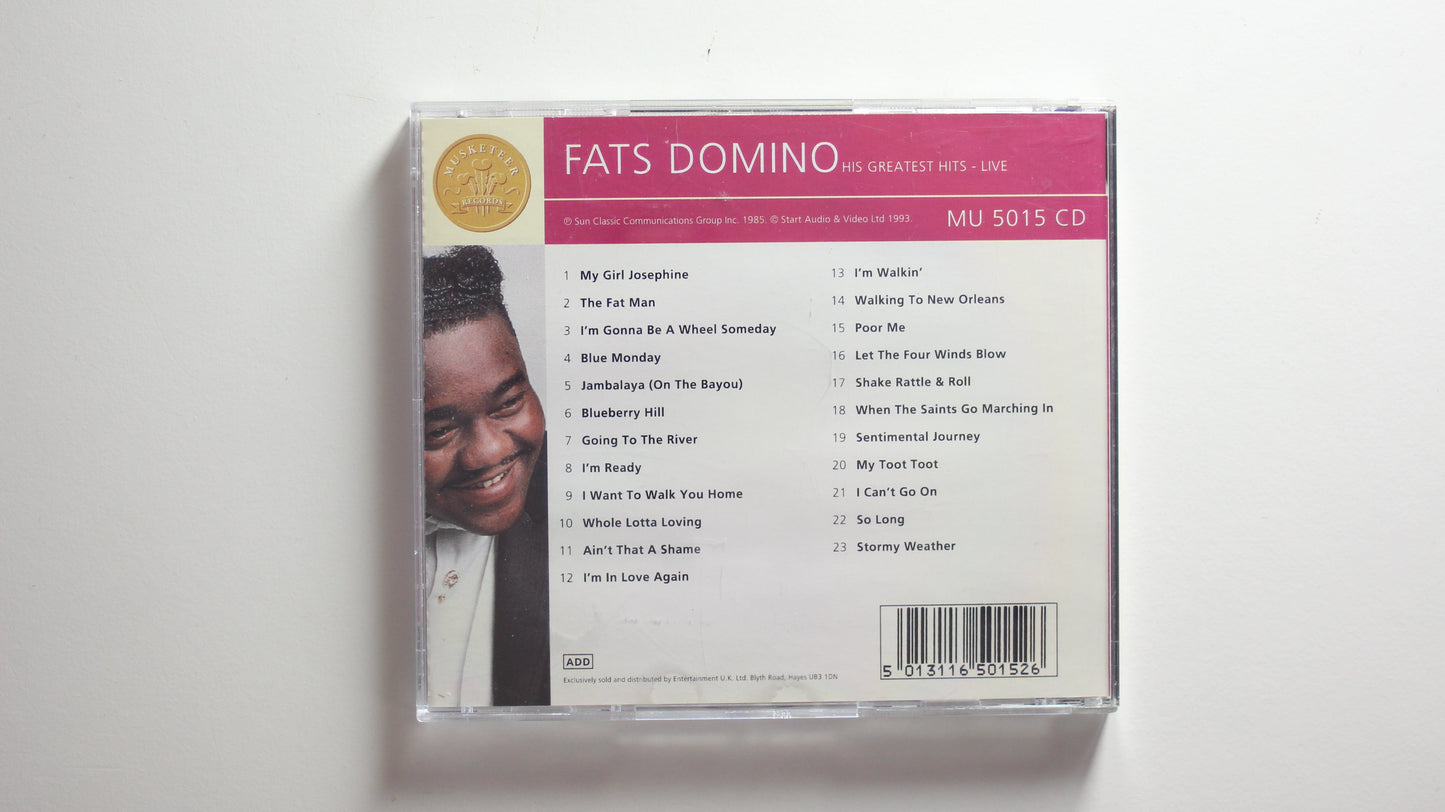 MUSKETEER
RECORDS
FATS DOMINO HIS GREATEST HITS - LIVE
℗ Sun Classic Communications Group Inc. 1985. © Start Audio & Video Ltd 1993.
MU 5015 CD
1 My Girl Josephine
2 The Fat Man
3 I'm Gonna Be A Wheel Someday
4 Blue Monday
5 Jambalaya (On The Bayou)
6 Blueberry Hill
7 Going To The River
8 I'm Ready
9 I Want To Walk You Home
10 Whole Lotta Loving
11 Ain't That A Shame
12 I'm In Love Again
13 I'm Walkin'
14 Walking To New Orleans
15 Poor Me
16 Let The Four Winds Blow
17 Shake Rattle & Roll
18 When The Saints Go Marching In
19 Sentimental Journey
20 My Toot Toot
21 I Can't Go On
22 So Long
23 Stormy Weather
ADD
Exclusively sold and distributed by Entertainment U.K. Ltd. Blyth Road, Hayes UB3 1DN
5 013116 501526